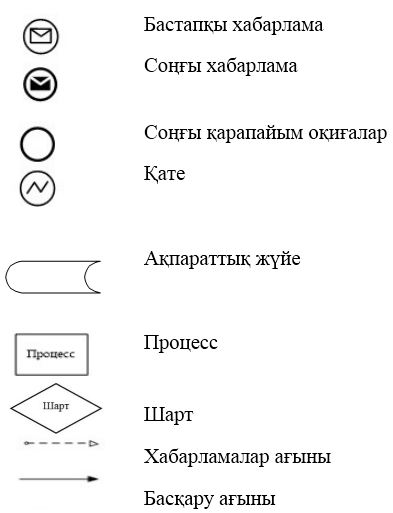 Бастапқы хабарлама
Соңғы хабарлама
Соңғы қарапайым оқиғалар
Қате
Ақпараттық жүйе
Процесс
Процесс
Шарт
Шарт
Хабарламалар ағыны
Басқару ағыны